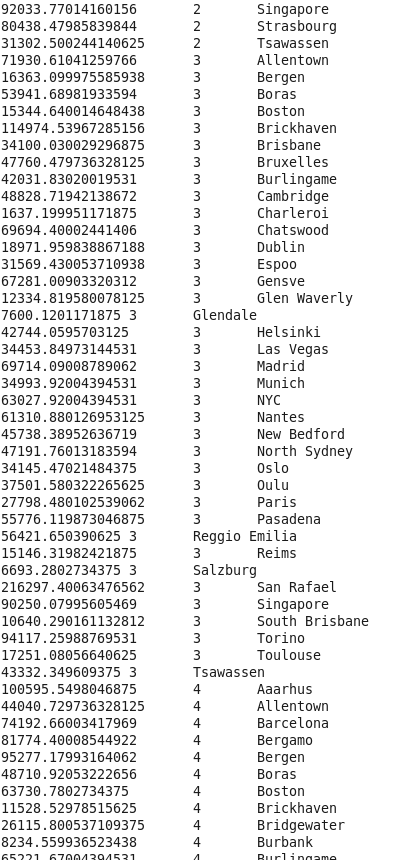 92033.77014160156 2 Singapore
80438.47985839844 2 Strasbourg
31302.500244140625 2 Tsawassen
71930.61041259766 3 Allentown
16363.099975585938 3 Bergen
53941.68981933594 3 Boras
15344.640014648438 3 Boston
114974.53967285156 3 Brickhaven
34100.030029296875 3 Brisbane
47760.479736328125 3 Bruxelles
42031.83020019531 3 Burlingame
48828.71942138672 3 Cambridge
1637.199951171875 3 Charleroi
69694.40002441406 3 Chatswood
18971.959838867188 3 Dublin
31569.430053710938 3 Espoo
67281.00903320312 3 Gensve
12334.819580078125 3 Glen Waverly
7600.1201171875 3 Glendale
42744.0595703125 3 Helsinki
34453.84973144531 3 Las Vegas
69714.09008789062 3 Madrid
34993.92004394531 3 Munich
63027.92004394531 3 NYC
61310.880126953125 3 Nantes
45738.38952636719 3 New Bedford
47191.76013183594 3 North Sydney
34145.47021484375 3 Oslo
37501.580322265625 3 Oulu
27798.480102539062 3 Paris
55776.119873046875 3 Pasadena
56421.650390625 3 Reggio Emilia
15146.31982421875 3 Reims
6693.2802734375 3 Salzburg
216297.40063476562 3 San Rafael
90250.07995605469 3 Singapore
10640.290161132812 3 South Brisbane
94117.25988769531 3 Torino
17251.08056640625 3 Toulouse
43332.349609375 3 Tsawassen
100595.5498046875 4 Aaarhus
44040.729736328125 4 Allentown
74192.66003417969 4 Barcelona
81774.40008544922 4 Bergamo
95277.17993164062 4 Bergen
48710.92053222656 4 Boras
63730.7802734375 4 Boston
11528.52978515625 4 Brickhaven
26115.800537109375 4 Bridgewater
8234.559936523438 4 Burbank
65221.67004394531 4 Burlingame